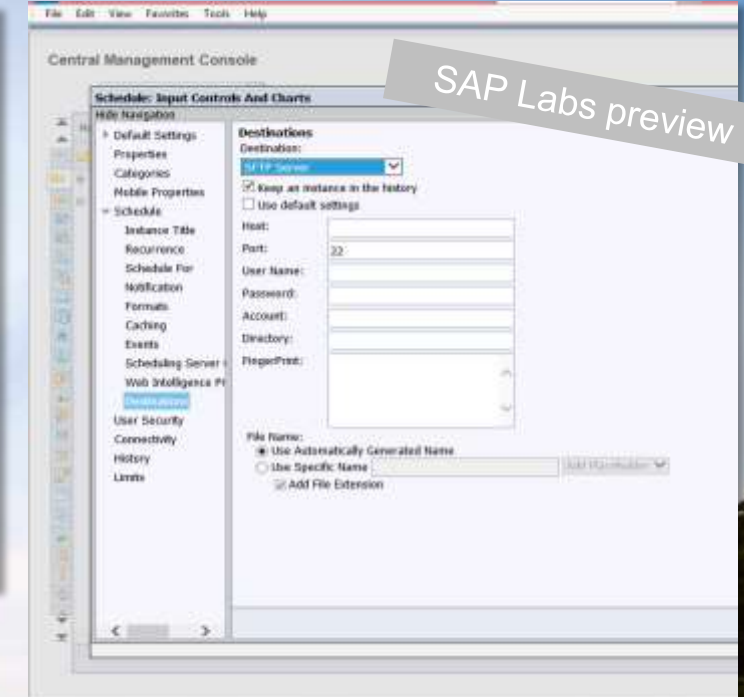 File Edit View Favorites Tools Help
Central Management Console
SAP Labs preview
Schedule: Input Controls And Charts
Hide Navigation
Default Settings
Properties
Categories
Mobile Properties
Schedule
Instance Title
Recurrence
Schedule For
Notification
Formats
Caching
Events
Scheduling Server
Web Intelligence Pr
Destinations
User Security
Connectivity
History
Limits
Destinations
Destination:
SFTP Server
Keep an instance in the history
Use default settings
Host:
Port: 22
User Name:
Password:
Account:
Directory:
FingerPrint:
File Name:
Use Automatically Generated Name
Use Specific Name Add Placeholder
Add File Extension